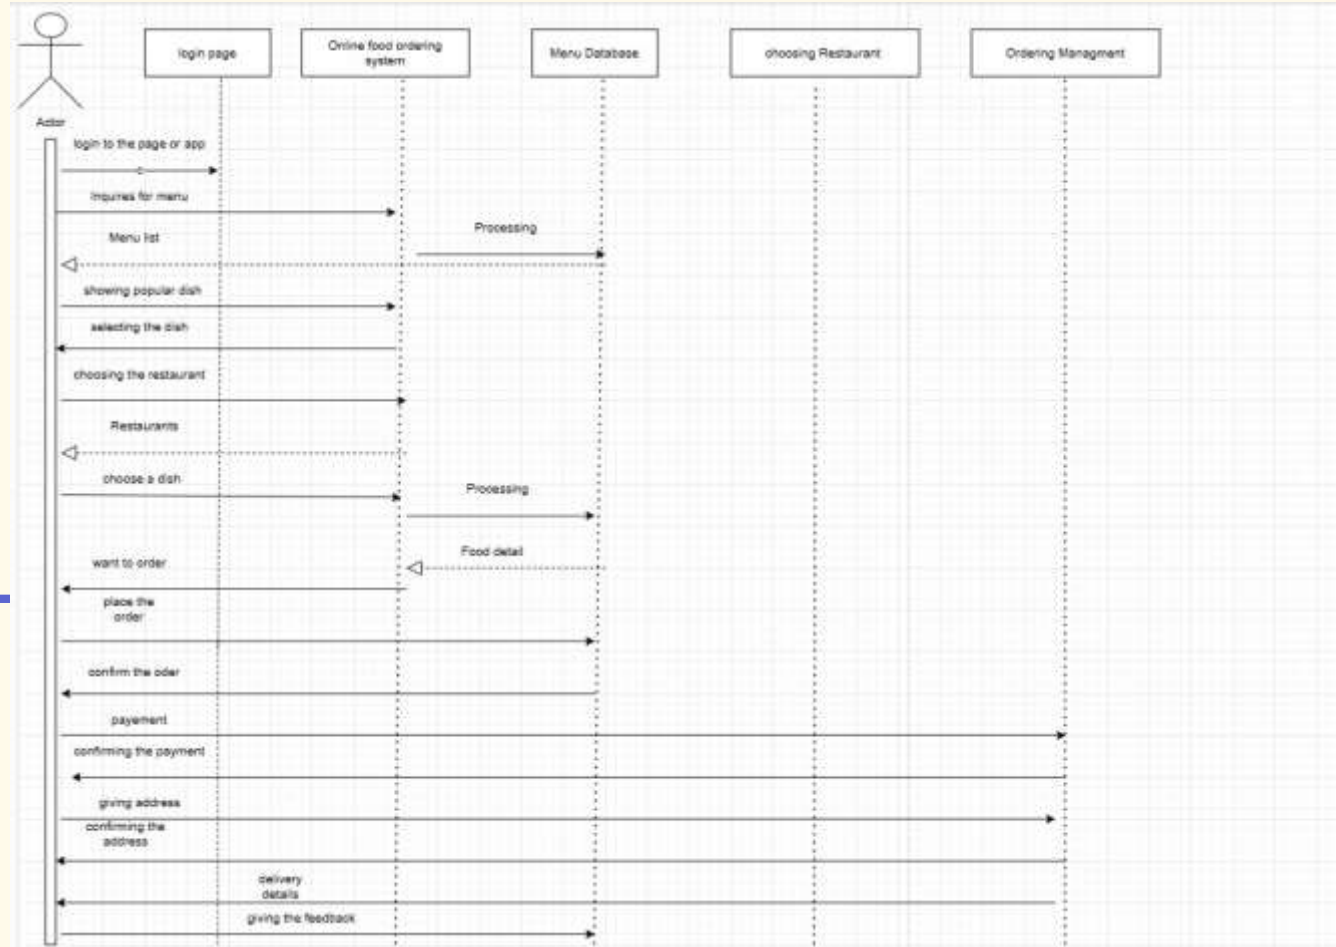 login page
Online food ordering
system
Menu Database
choosing Restaurant
Ordering Managment
Actor
login to the page or app
Inquires for menu
Processing
Menu list
showing popular dish
selecting the dish
choosing the restaurant
Restaurants
choose a dish
Processing
Food detail
want to order
place the
order
confirm the oder
payement
confirming the payment
giving address
confirming the
address
delivery
details
giving the feedback